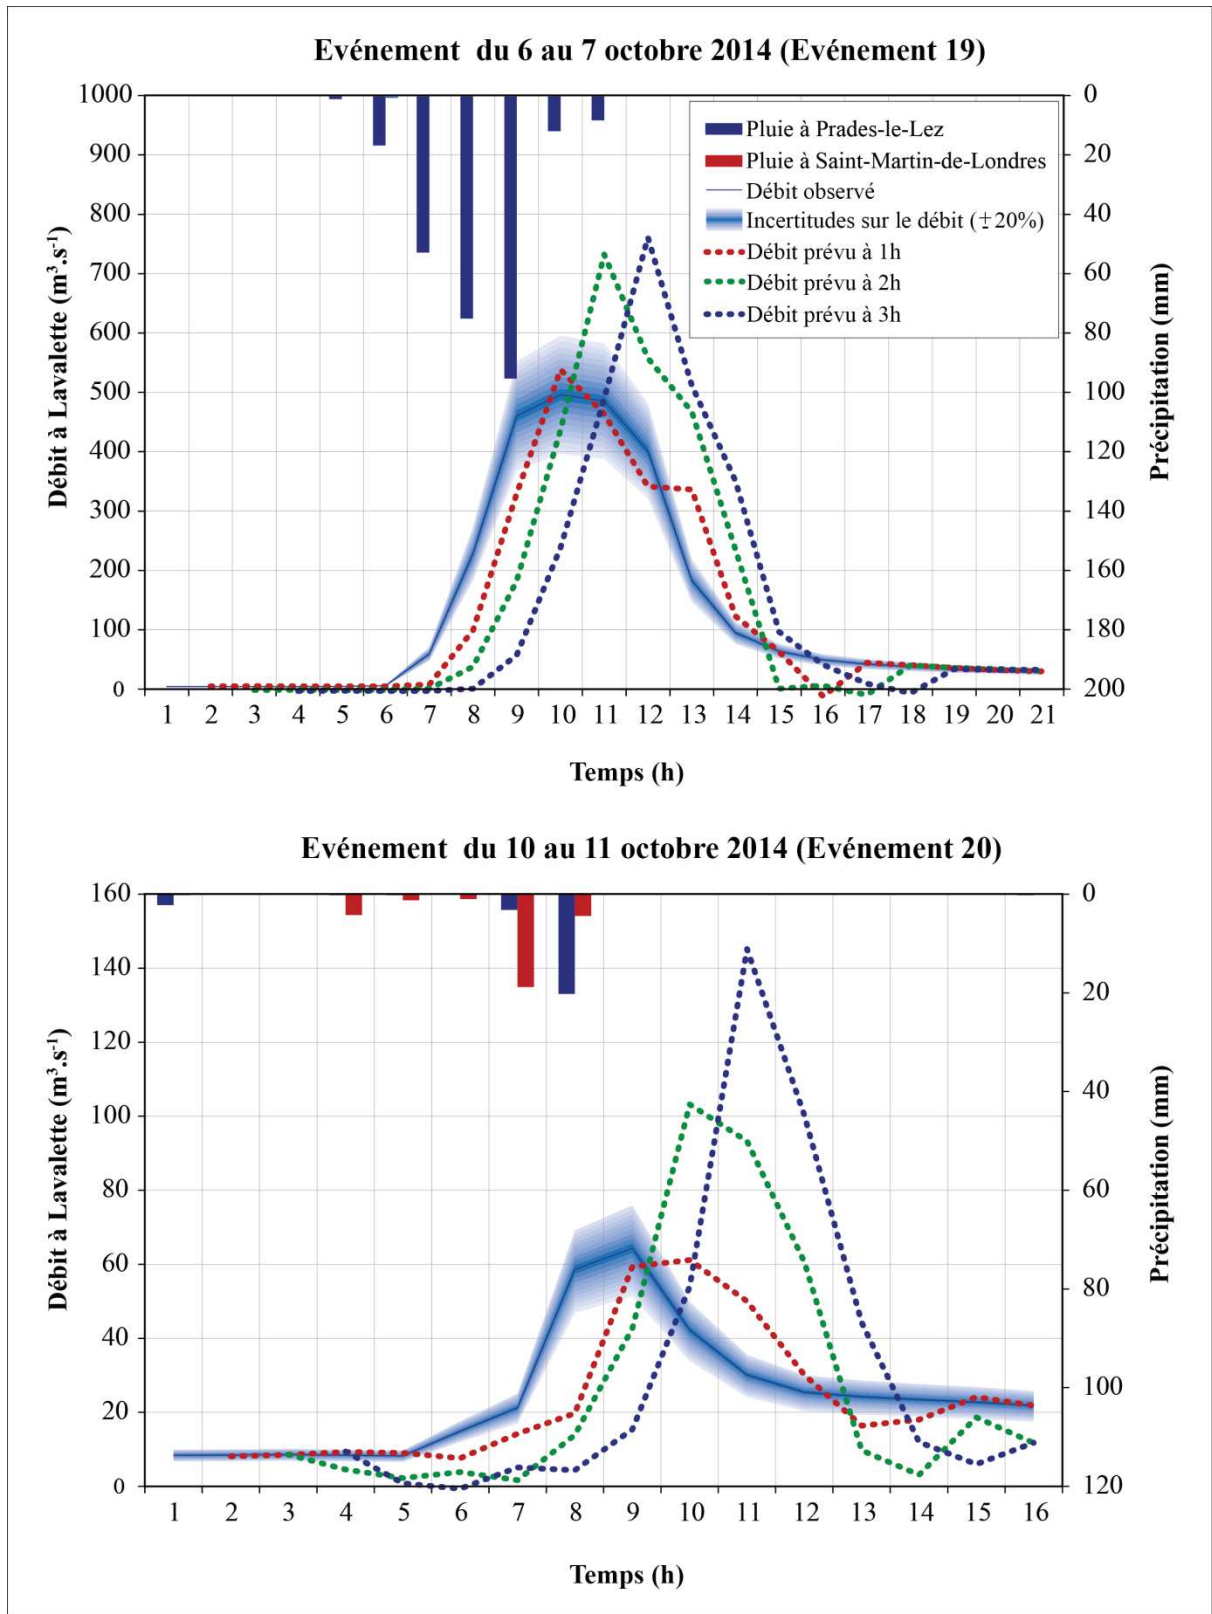 Evénement du 6 au 7 octobre 2014 (Evénement 19)
Débit à Lavalette (m³.s⁻¹)
1000
900
800
700
600
500
400
300
200
100
0
0
20
40
60
80
100
120
140
160
180
200
Précipitation (mm)
Pluie à Prades-le-Lez
Pluie à Saint-Martin-de-Londres
Débit observé
Incertitudes sur le débit (±20%)
Débit prévu à 1h
Débit prévu à 2h
Débit prévu à 3h
1 2 3 4 5 6 7 8 9 10 11 12 13 14 15 16 17 18 19 20 21
Temps (h)
Evénement du 10 au 11 octobre 2014 (Evénement 20)
Débit à Lavalette (m³.s⁻¹)
160
140
120
100
80
60
40
20
0
0
20
40
60
80
100
120
Précipitation (mm)
1 2 3 4 5 6 7 8 9 10 11 12 13 14 15 16
Temps (h)